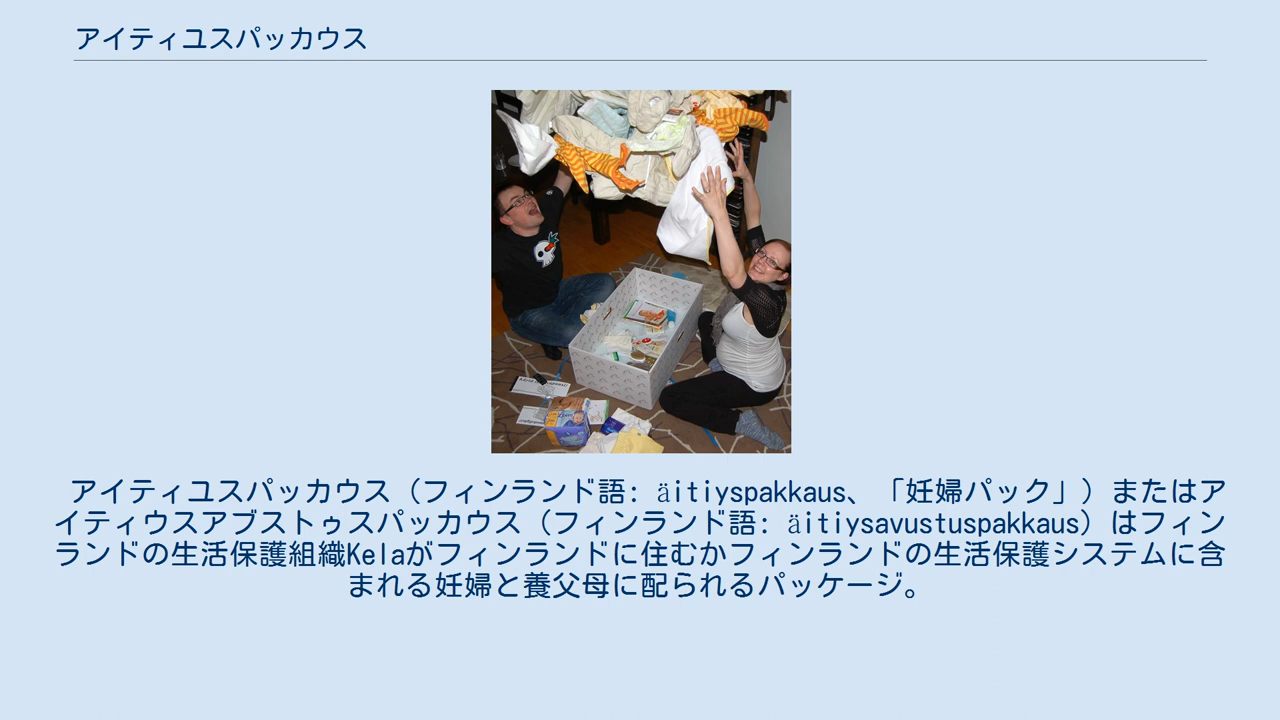 アイティユスパッカウス
アイティユスパッカウス（フィンランド語: äitiyspakkaus、「妊婦パック」）またはア
イティウスアブストゥスパッカウス（フィンランド語: äitiysavustuspakkaus）はフィン
ランドの生活保護組織Kelaがフィンランドに住むかフィンランドの生活保護システムに含
まれる妊婦と養父母に配られるパッケージ。